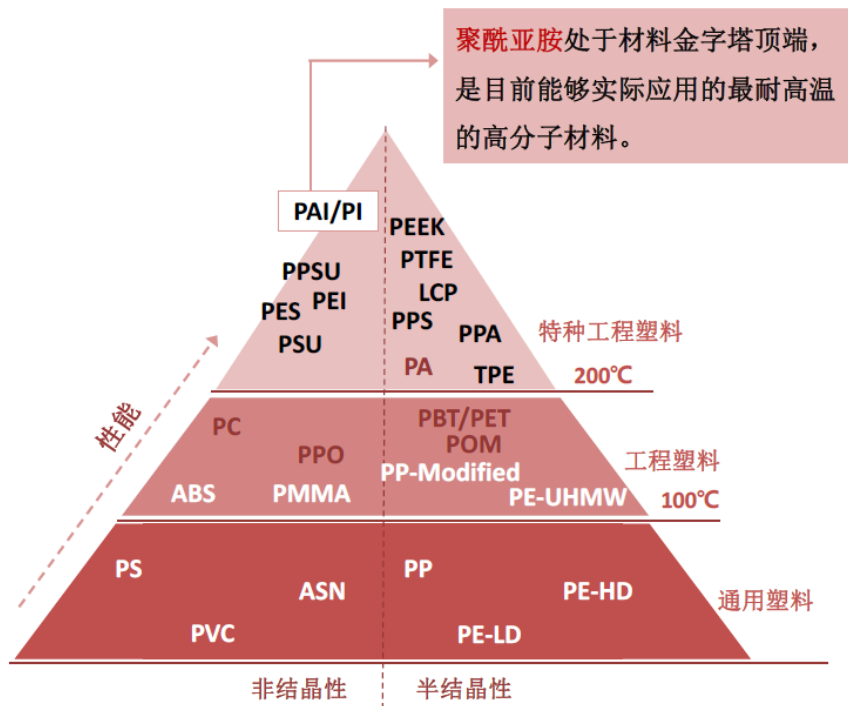 聚酰亚胺处于材料金字塔顶端，
是目前能够实际应用的最耐高温
的高分子材料。
PAI/PI
PEEK
PTFE
PPSU
LCP
PEI
PES
PPS
PPA
PSU
PA
TPE
特种工程塑料
200℃
性能
PC
PBT/PET
POM
PPO
PP-Modified
工程塑料
ABS
PMMA
PE-UHMW
100℃
PS
PP
ASN
PE-HD
通用塑料
PVC
PE-LD
非结晶性
半结晶性